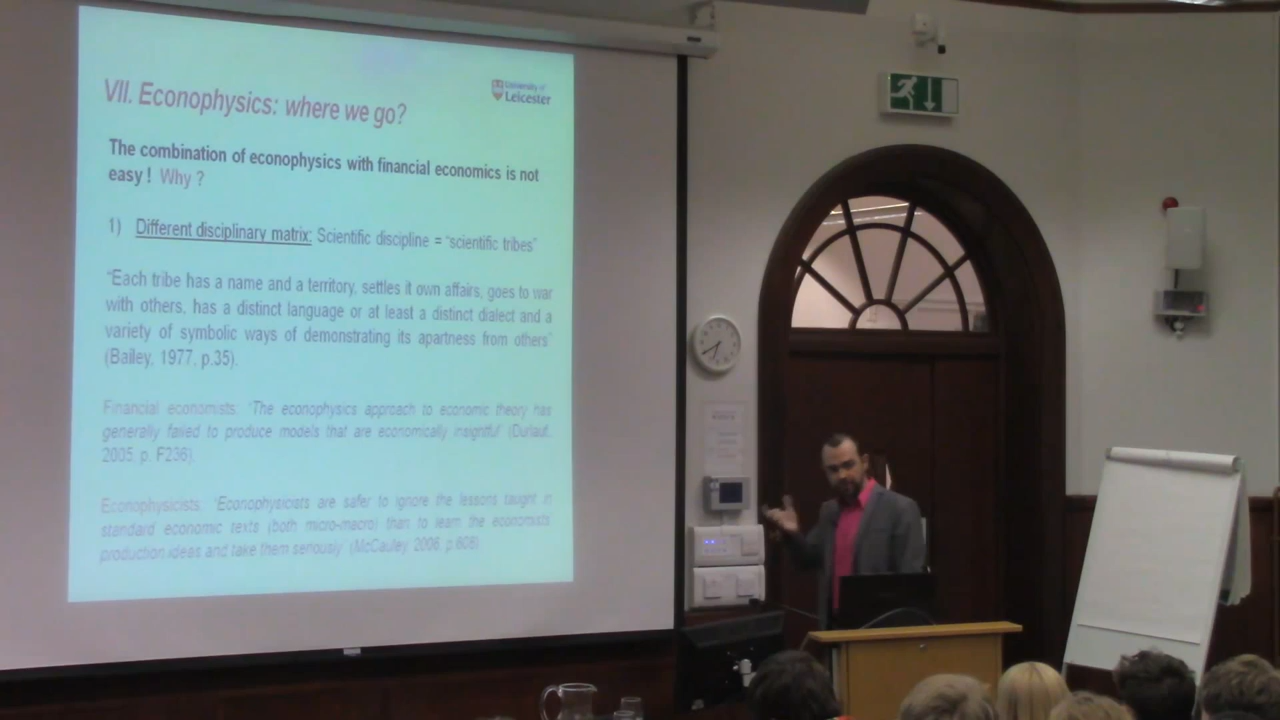 VII. Econophysics: where we go?
University of
Leicester
The combination of econophysics with financial economics is not
easy ! Why ?
1) Different disciplinary matrix: Scientific discipline = "scientific tribes"
"Each tribe has a name and a territory, settles it own affairs, goes to war
with others, has a distinct language or at least a distinct dialect and a
variety of symbolic ways of demonstrating its apartness from others"
(Bailey, 1977, p.35).
Financial economists: 'The econophysics approach to economic theory has
generally failed to produce models that are economically insightful' (Durlauf,
2005, p. F236).
Econophysicists: 'Econophysicists are safer to ignore the lessons taught in
standard economic texts (both micro-macro) than to learn the economists
production ideas and take them seriously' (McCauley, 2006, p.608)